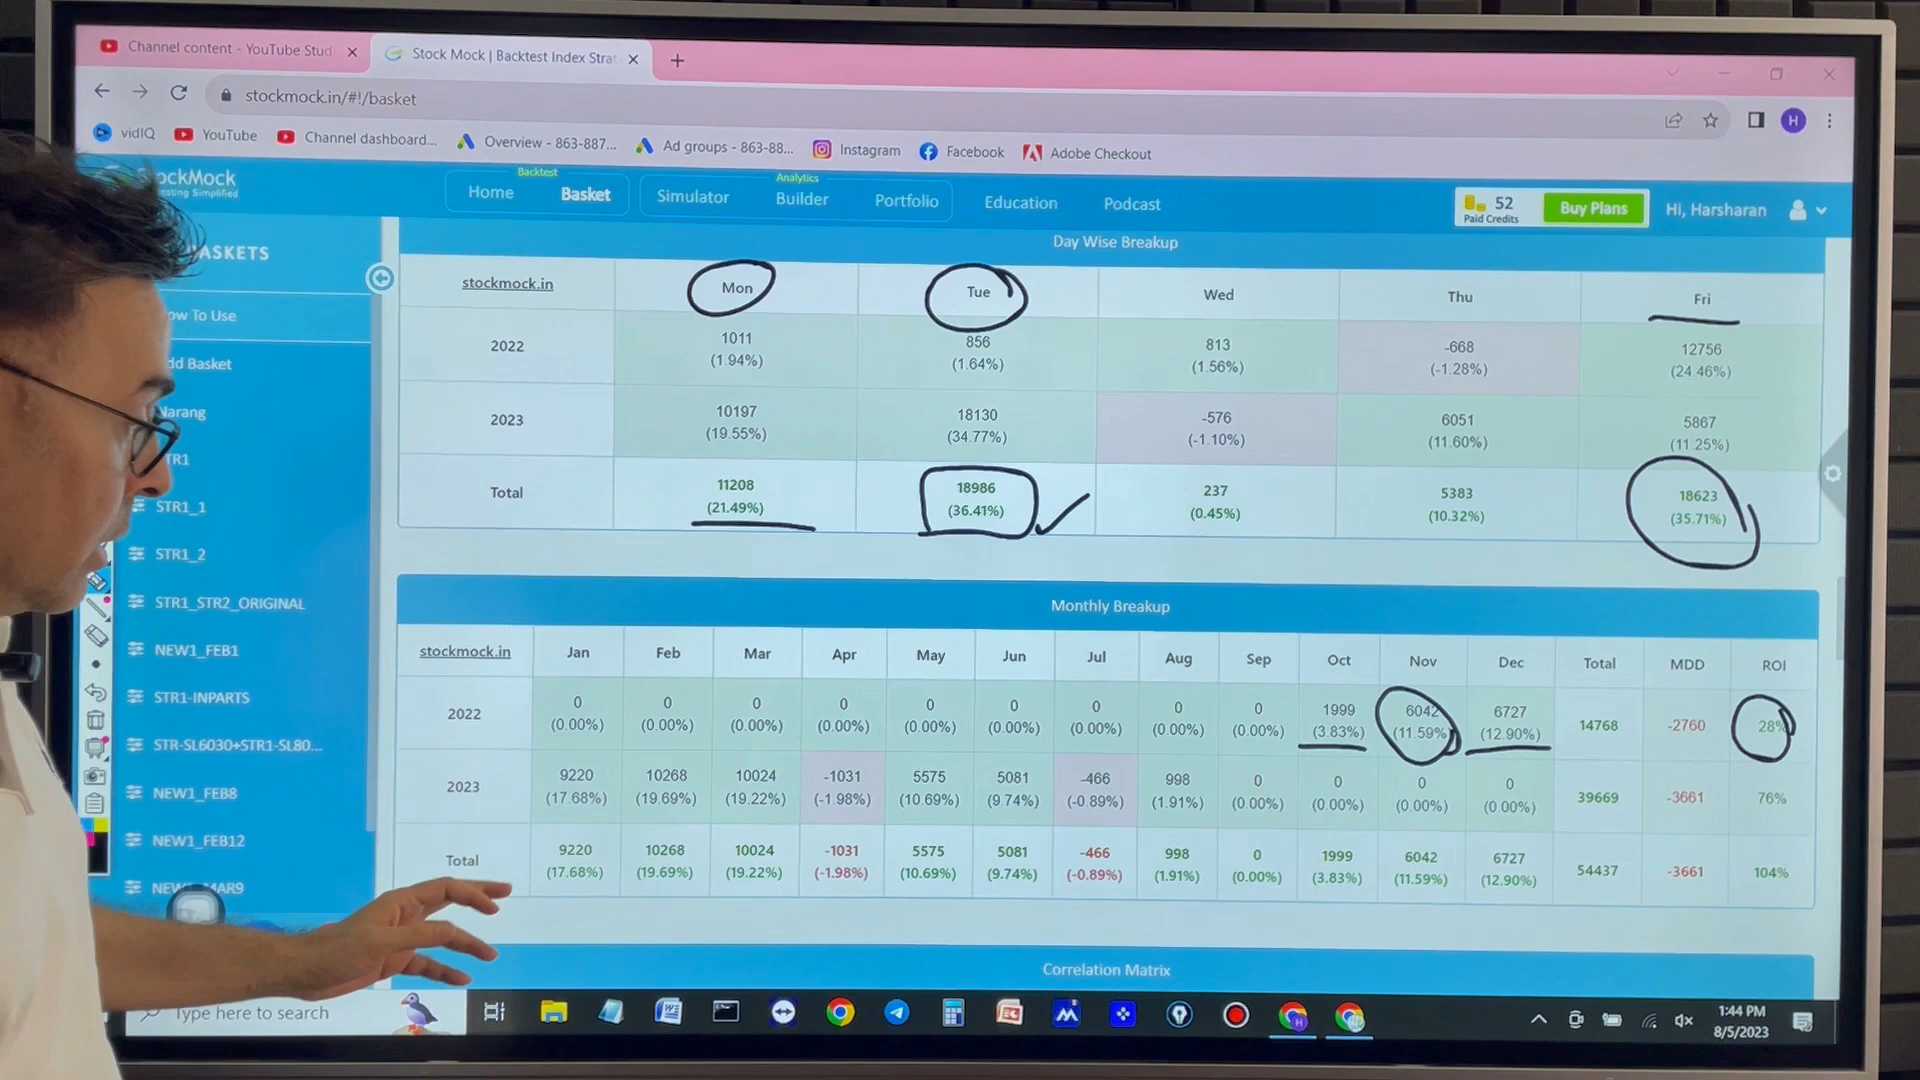 Channel content - YouTube Stud
Stock Mock | Backtest Index Strat
stockmock.in/#!/basket
vidIQ YouTube Channel dashboard... Overview - 863-887... Ad groups - 863-88... Instagram Facebook Adobe Checkout
Backtest
Analytics
Home Basket Simulator Builder Portfolio Education Podcast
52
Paid Credits
Buy Plans
Hi, Harsharan
H
STR1_1
STR1_2
STR1_STR2_ORIGINAL
NEW1_FEB1
STR1-INPARTS
STR-SL6030+STR1-SL80...
NEW1_FEB8
NEW1_FEB12
Day Wise Breakup
stockmock.in Mon Tue Wed Thu Fri
2022 1011 856 813 -668 12756
(1.94%) (1.64%) (1.56%) (-1.28%) (24.46%)
2023 10197 18130 -576 6051 5867
(19.55%) (34.77%) (-1.10%) (11.60%) (11.25%)
Total 11208 18986 237 5383 18623
(21.49%) (36.41%) (0.45%) (10.32%) (35.71%)
Monthly Breakup
stockmock.in Jan Feb Mar Apr May Jun Jul Aug Sep Oct Nov Dec Total MDD ROI
2022 0 0 0 0 0 0 0 0 0 1999 6042 6727 14768 -2760 28%
(0.00%) (0.00%) (0.00%) (0.00%) (0.00%) (0.00%) (0.00%) (0.00%) (0.00%) (3.83%) (11.59%) (12.90%)
2023 9220 10268 10024 -1031 5575 5081 -466 998 0 0 0 0 39669 -3661 76%
(17.68%) (19.69%) (19.22%) (-1.98%) (10.69%) (9.74%) (-0.89%) (1.91%) (0.00%) (0.00%) (0.00%) (0.00%)
Total 9220 10268 10024 -1031 5575 5081 -466 998 0 1999 6042 6727 54437 -3661 104%
(17.68%) (19.69%) (19.22%) (-1.98%) (10.69%) (9.74%) (-0.89%) (1.91%) (0.00%) (3.83%) (11.59%) (12.90%)
Correlation Matrix
Type here to search
1:44 PM
8/5/2023